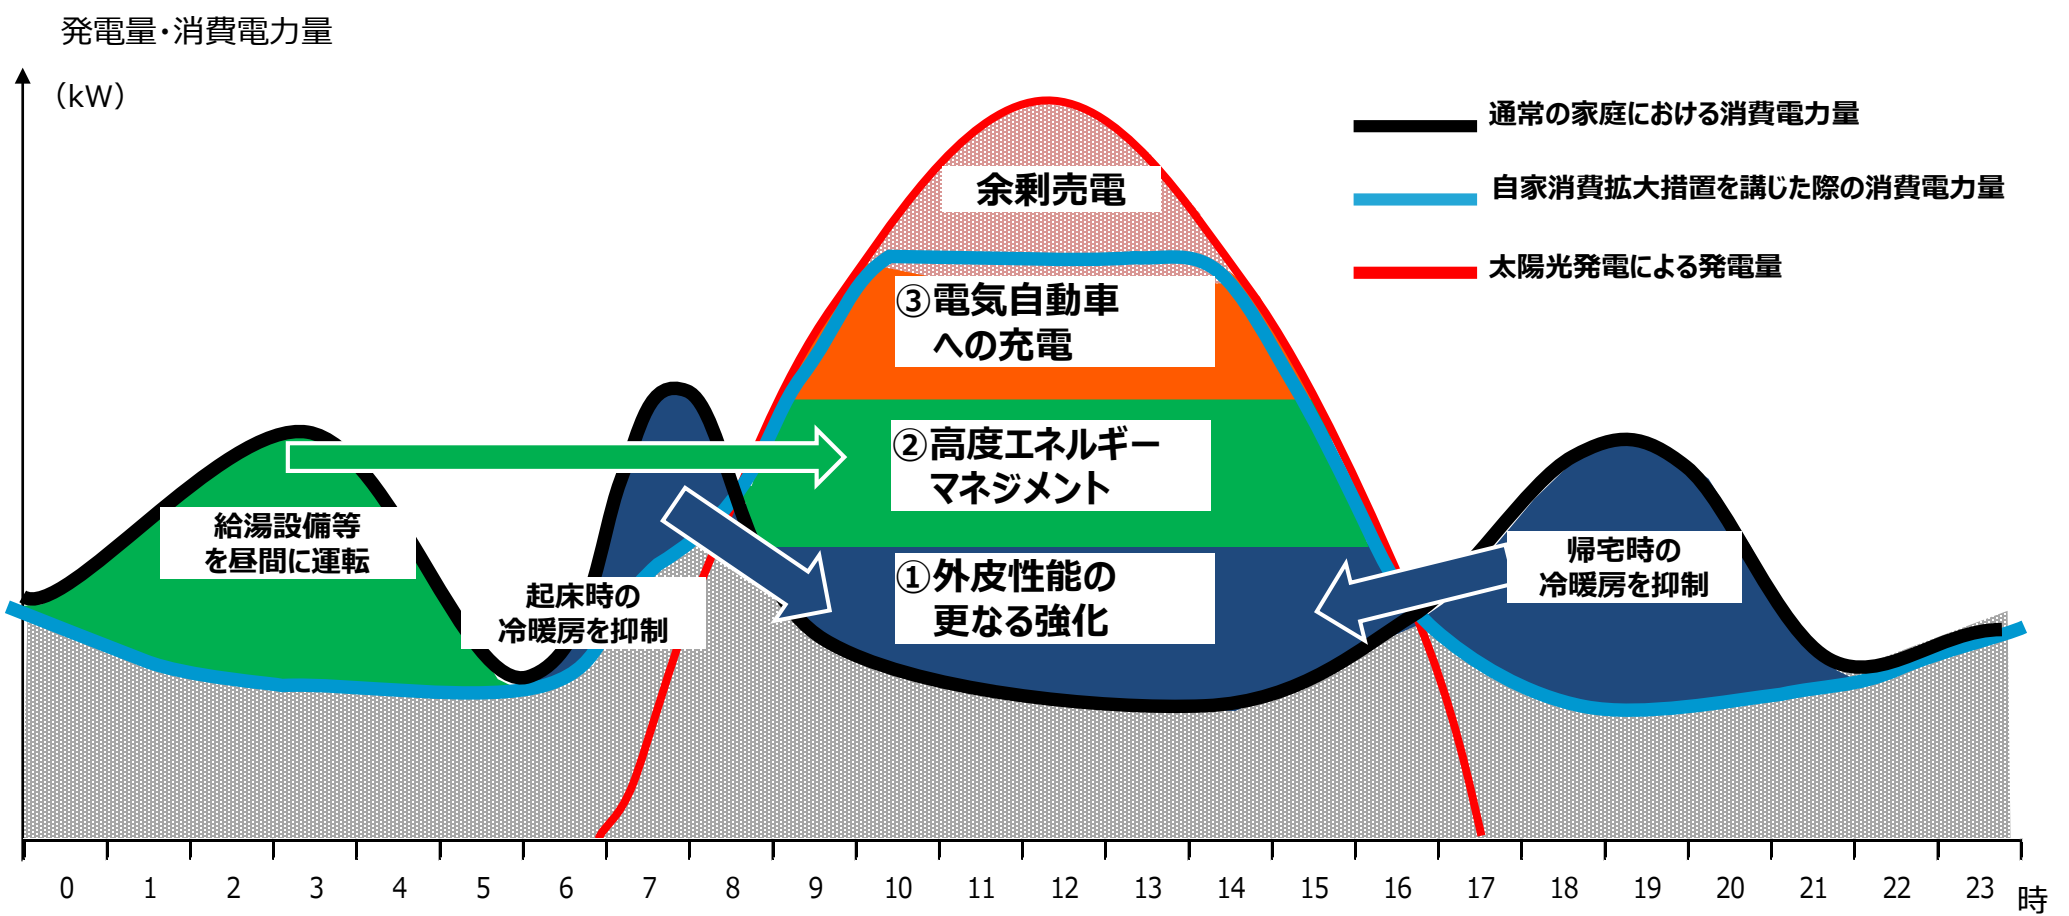 発電量・消費電力量
（kW）
通常の家庭における消費電力量
自家消費拡大措置を講じた際の消費電力量
太陽光発電による発電量
余剰売電
③電気自動車
への充電
②高度エネルギー
マネジメント
①外皮性能の
更なる強化
給湯設備等
を昼間に運転
起床時の
冷暖房を抑制
帰宅時の
冷暖房を抑制
0 1 2 3 4 5 6 7 8 9 10 11 12 13 14 15 16 17 18 19 20 21 22 23 時